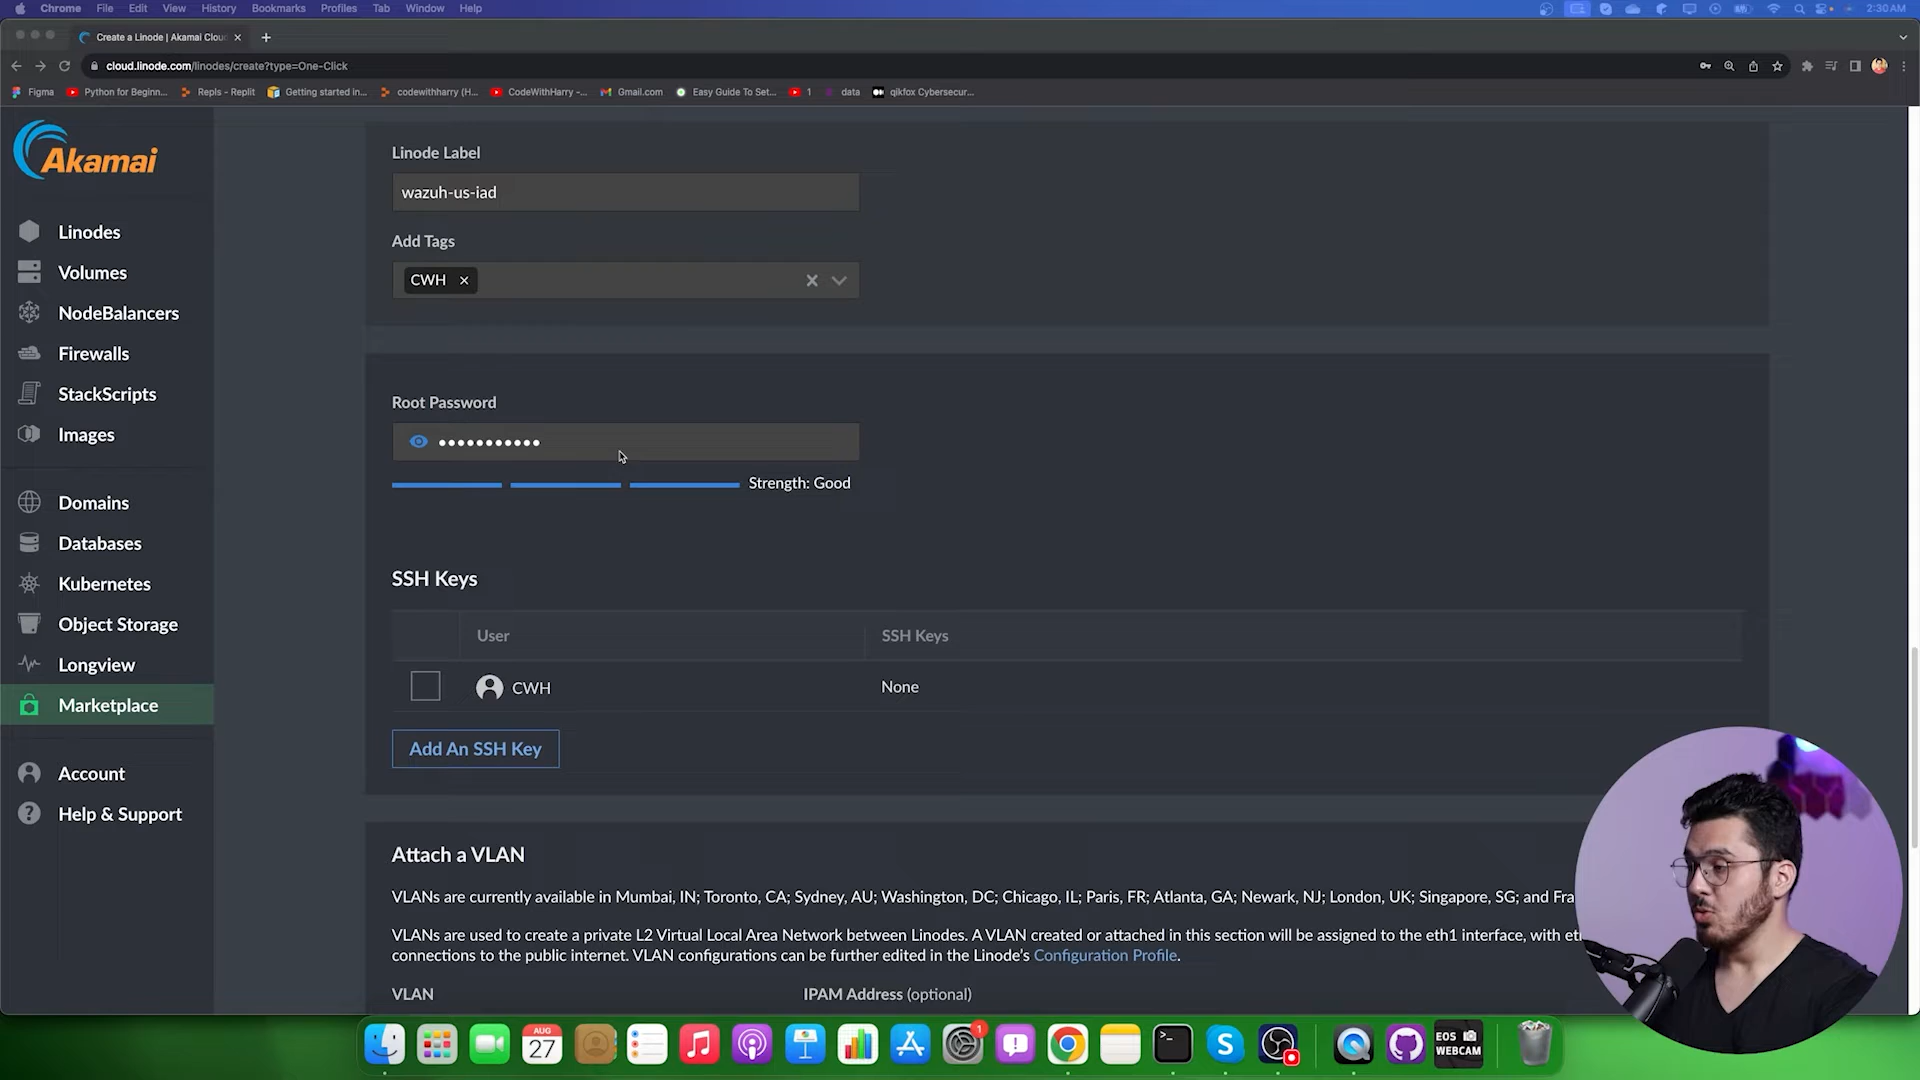 Chrome File Edit View History Bookmarks Profiles Tab Window Help 2:30 AM
Create a Linode | Akamai Clou
cloud.linode.com/linodes/create?type=One-Click
Figma Python for Beginn... Repls - Replit Getting started in... codewithharry (H... CodeWithHarry -... Gmail.com Easy Guide To Set... 1 data qikfox Cybersecur...
Akamai
Linodes
Volumes
NodeBalancers
Firewalls
StackScripts
Images
Domains
Databases
Kubernetes
Object Storage
Longview
Marketplace
Account
Help & Support
Linode Label
wazuh-us-iad
Add Tags
CWH
Root Password
•••••••••••
Strength: Good
SSH Keys
User SSH Keys
CWH None
Add An SSH Key
Attach a VLAN
VLANs are currently available in Mumbai, IN; Toronto, CA; Sydney, AU; Washington, DC; Chicago, IL; Paris, FR; Atlanta, GA; Newark, NJ; London, UK; Singapore, SG; and Fra
VLANs are used to create a private L2 Virtual Local Area Network between Linodes. A VLAN created or attached in this section will be assigned to the eth1 interface, with et
connections to the public internet. VLAN configurations can be further edited in the Linode's Configuration Profile.
VLAN IPAM Address (optional)
AUG
27
1
EOS
WEBCAM